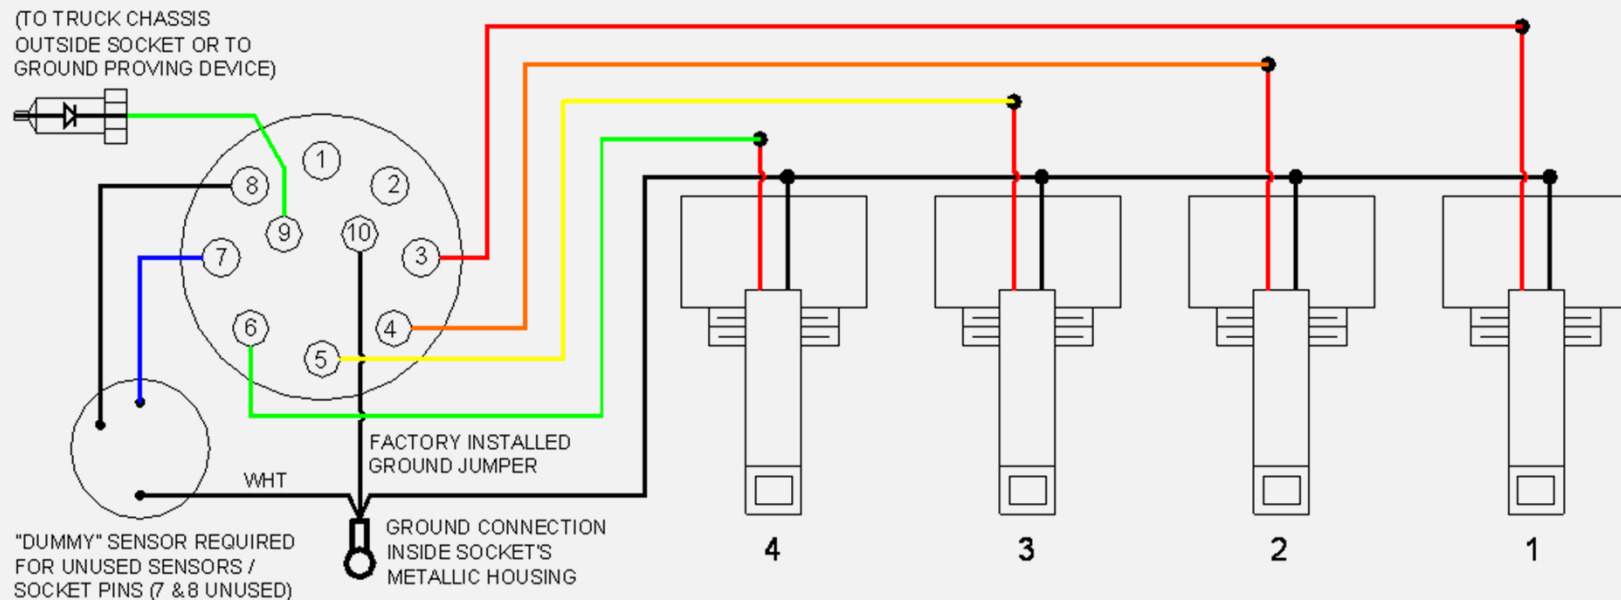 (TO TRUCK CHASSIS
OUTSIDE SOCKET OR TO
GROUND PROVING DEVICE)
1
2
8
9
10
7
3
6
4
5
FACTORY INSTALLED
GROUND JUMPER
WHT
GROUND CONNECTION
INSIDE SOCKET'S
METALLIC HOUSING
"DUMMY" SENSOR REQUIRED
FOR UNUSED SENSORS /
SOCKET PINS (7 & 8 UNUSED)
4
3
2
1